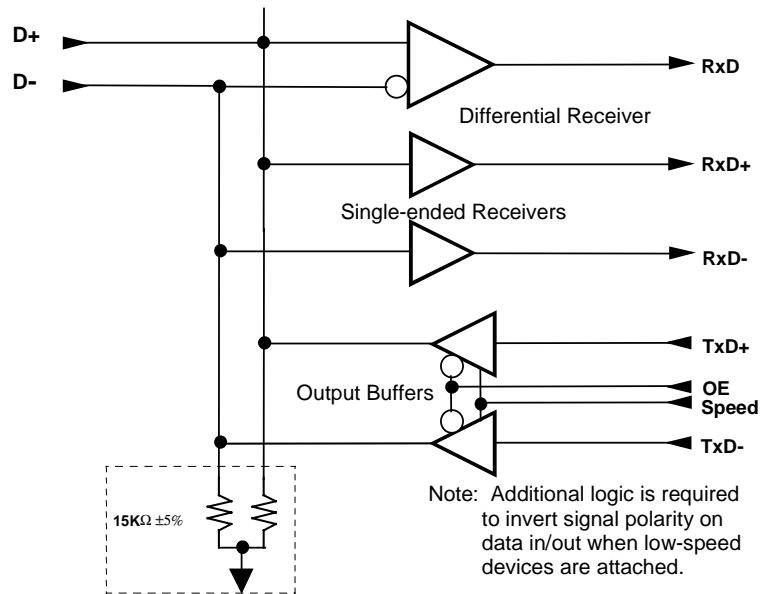 D+
D-
RxD
Differential Receiver
RxD+
Single-ended Receivers
RxD-
TxD+
Output Buffers
OE
Speed
TxD-
15KΩ ±5%
Note: Additional logic is required
to invert signal polarity on
data in/out when low-speed
devices are attached.